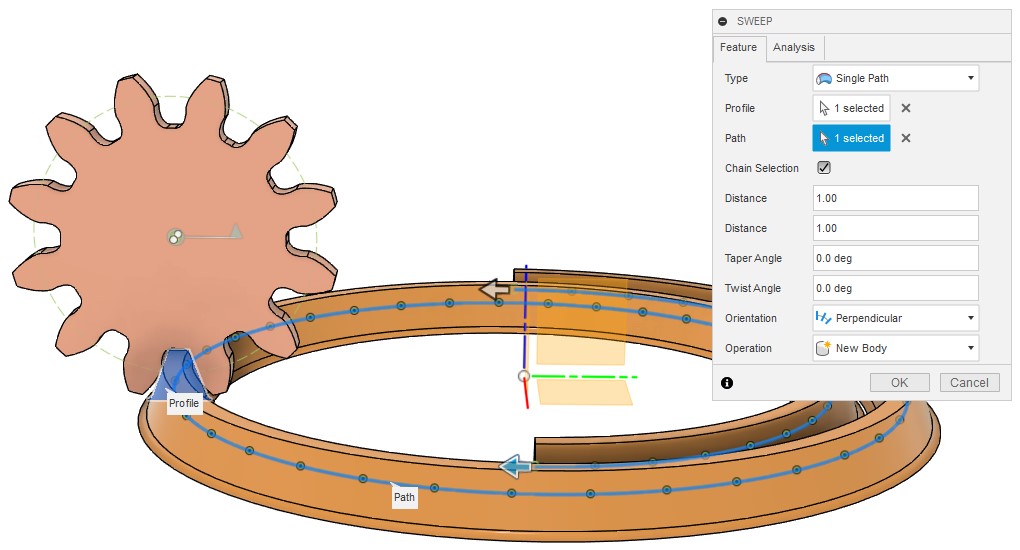 SWEEP
Feature Analysis
Type Single Path
Profile 1 selected
Path 1 selected
Chain Selection
Distance 1.00
Distance 1.00
Taper Angle 0.0 deg
Twist Angle 0.0 deg
Orientation Perpendicular
Operation New Body
OK Cancel
Profile
Path